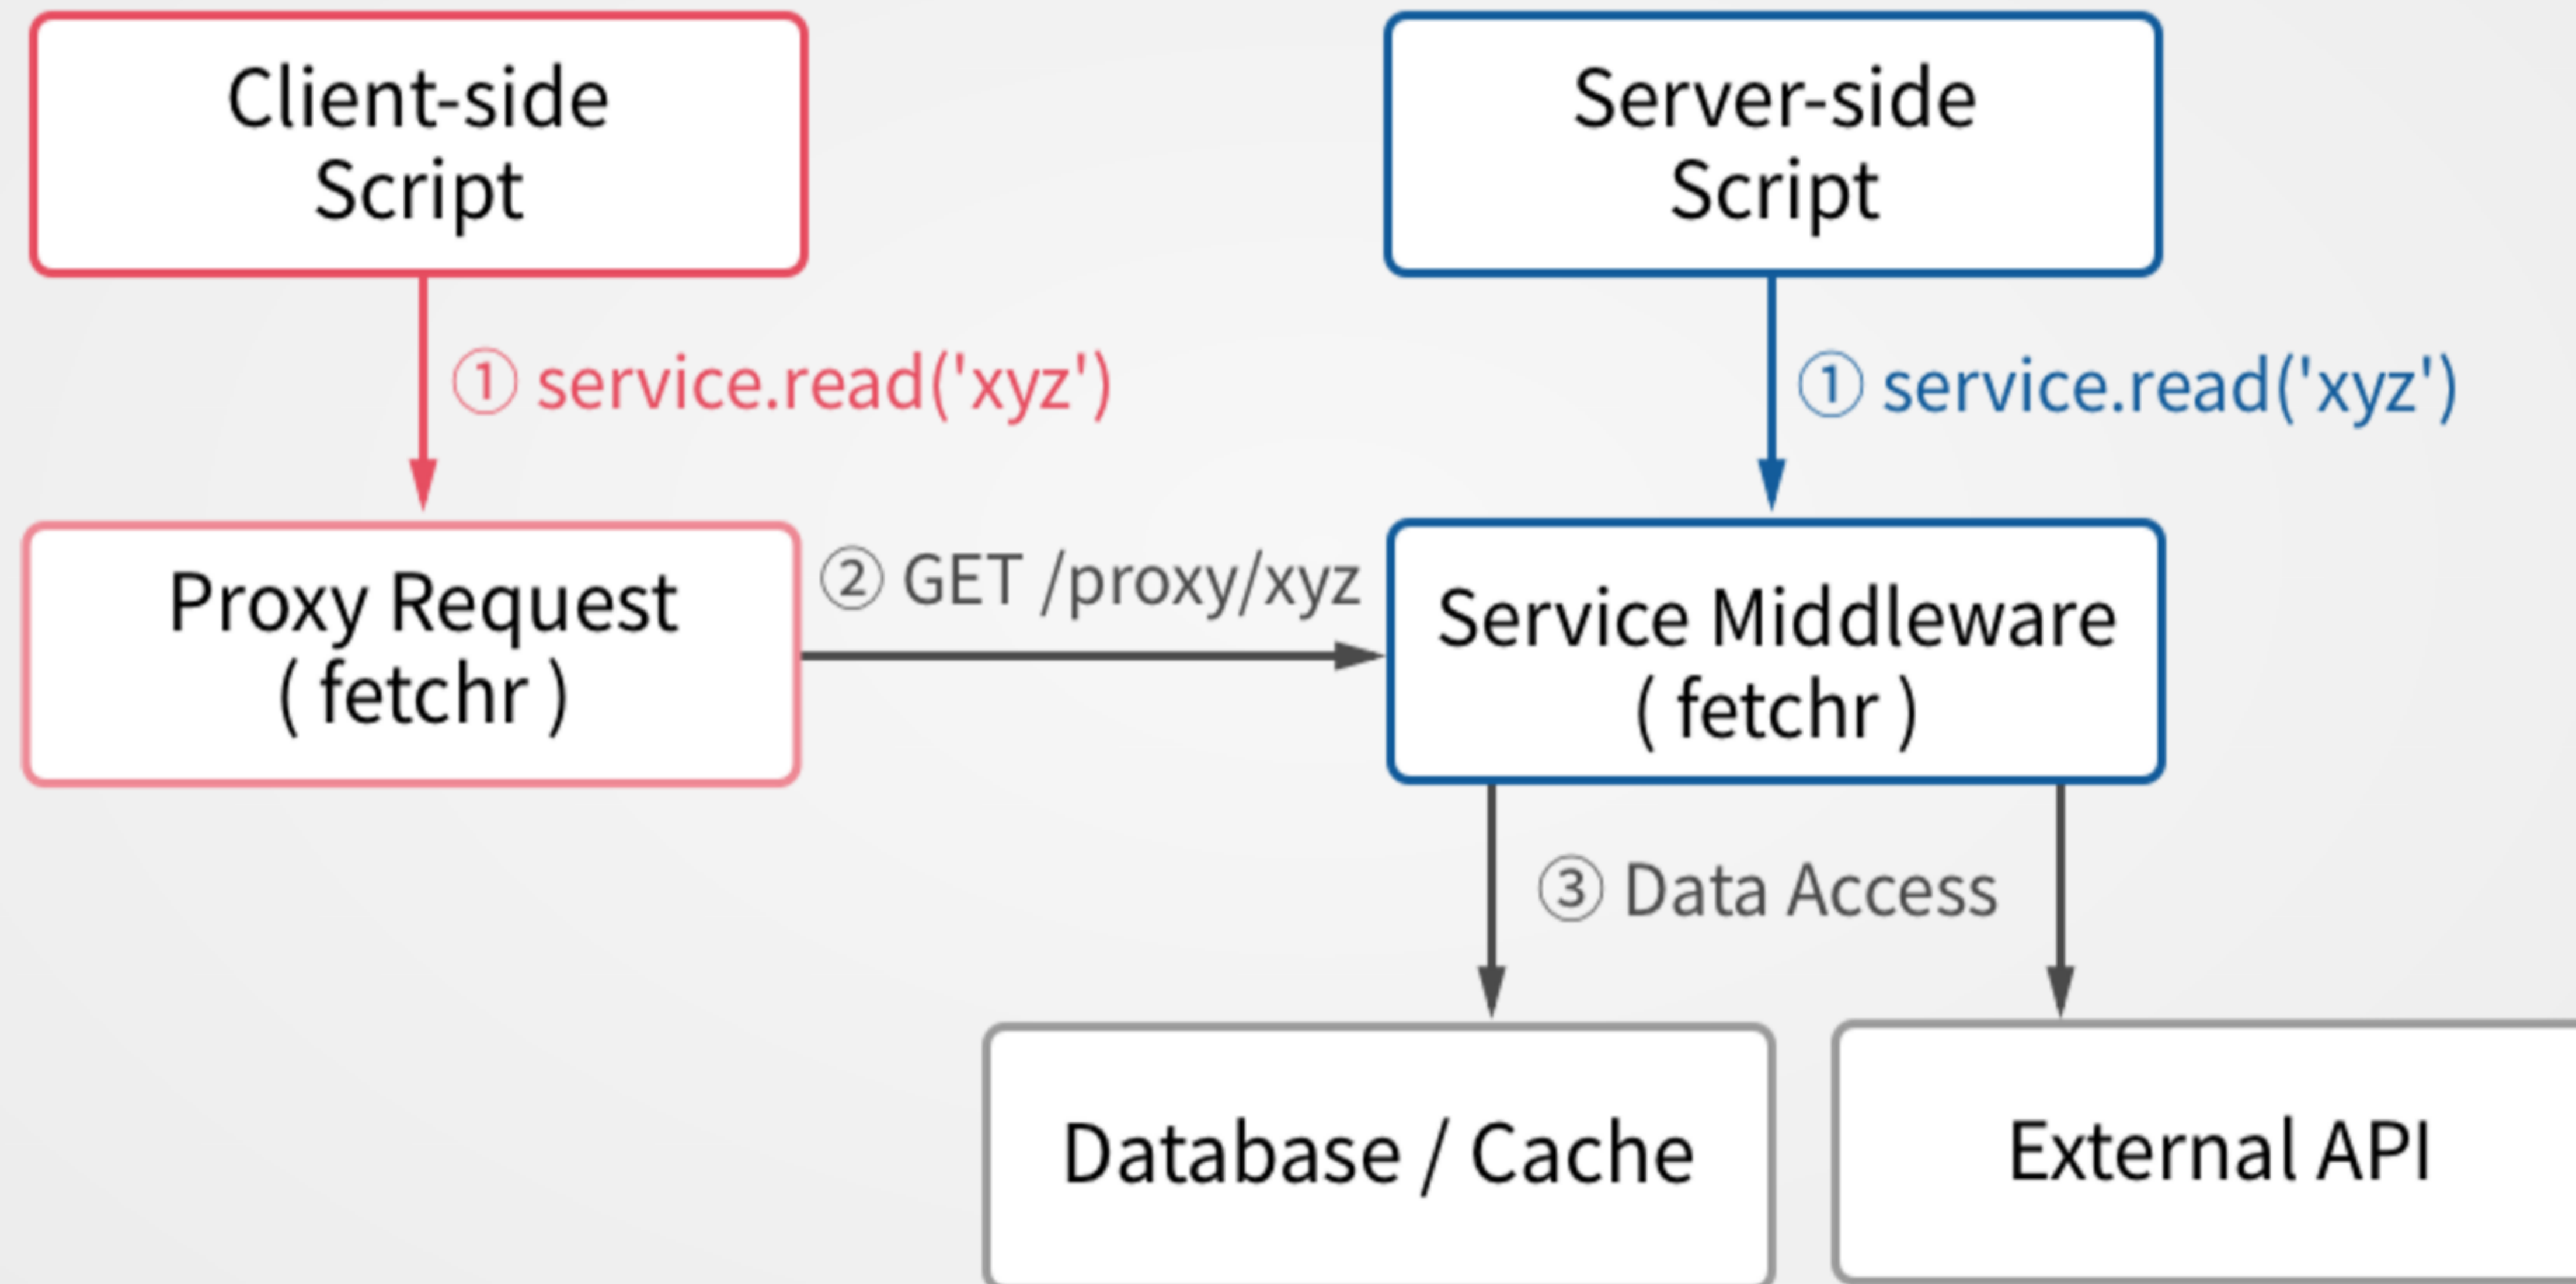 Client-side
Script
Server-side
Script
① service.read('xyz')
① service.read('xyz')
Proxy Request
( fetchr )
② GET /proxy/xyz
Service Middleware
( fetchr )
③ Data Access
Database / Cache
External API